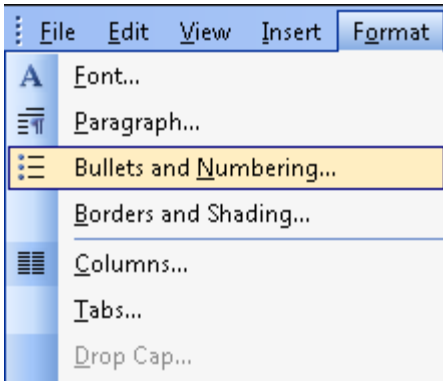 File Edit View Insert Format
Font...
Paragraph...
Bullets and Numbering...
Borders and Shading...
Columns...
Tabs...
Drop Cap...